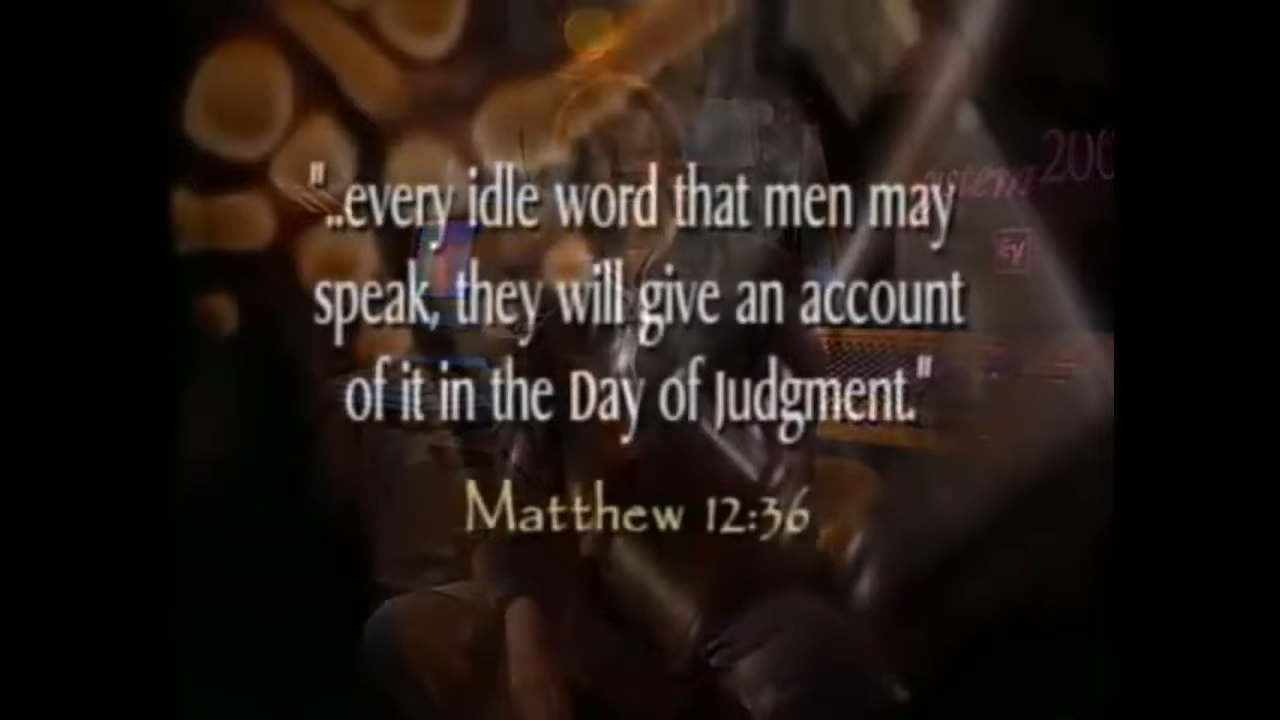 "..every idle word that men may
speak, they will give an account
of it in the Day of Judgment."
Matthew 12:36